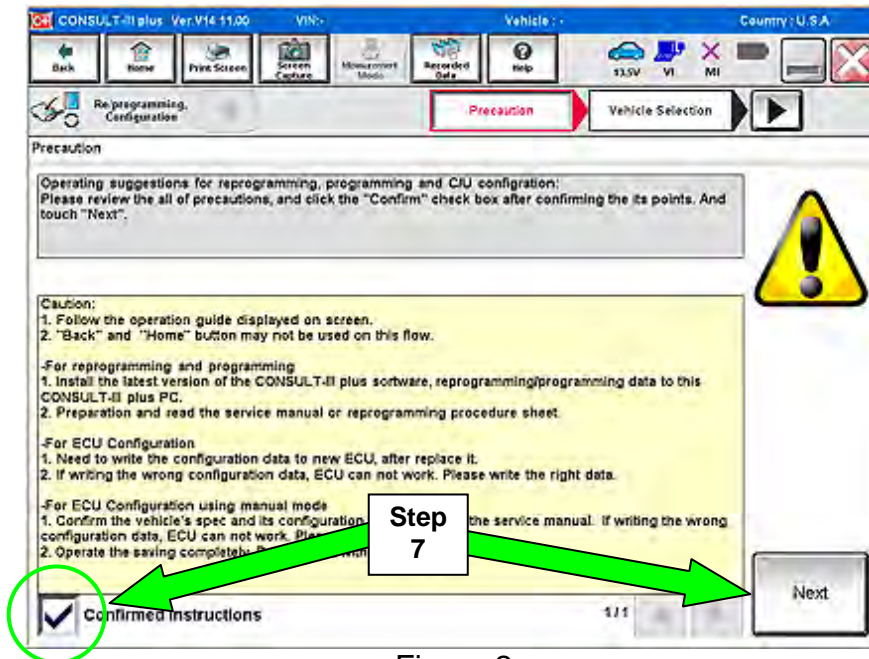 CONSULT-III plus Ver.V14.11.00 VIN:- Vehicle : - Country : U.S.A
Back Home Print Screen Screen Capture Measurement Mode Recorded Data Help 13.5V VI MI
Re/programming, Configuration Precaution Vehicle Selection
Precaution
Operating suggestions for reprogramming, programming and C/U configration:
Please review the all of precautions, and click the "Confirm" check box after confirming the its points. And
touch "Next".
Caution:
1. Follow the operation guide displayed on screen.
2. "Back" and "Home" button may not be used on this flow.
-For reprogramming and programming
1. Install the latest version of the CONSULT-III plus sortware, reprogramming/programming data to this
CONSULT-III plus PC.
2. Preparation and read the service manual or reprogramming procedure sheet.
-For ECU Configuration
1. Need to write the configuration data to new ECU, after replace it.
2. If writing the wrong configuration data, ECU can not work. Please write the right data.
-For ECU Configuration using manual mode
1. Confirm the vehicle's spec and its configuration the service manual. If writing the wrong
configuration data, ECU can not work.
2. Operate the saving completely.
Step
7
Confirmed instructions 1/1
Next